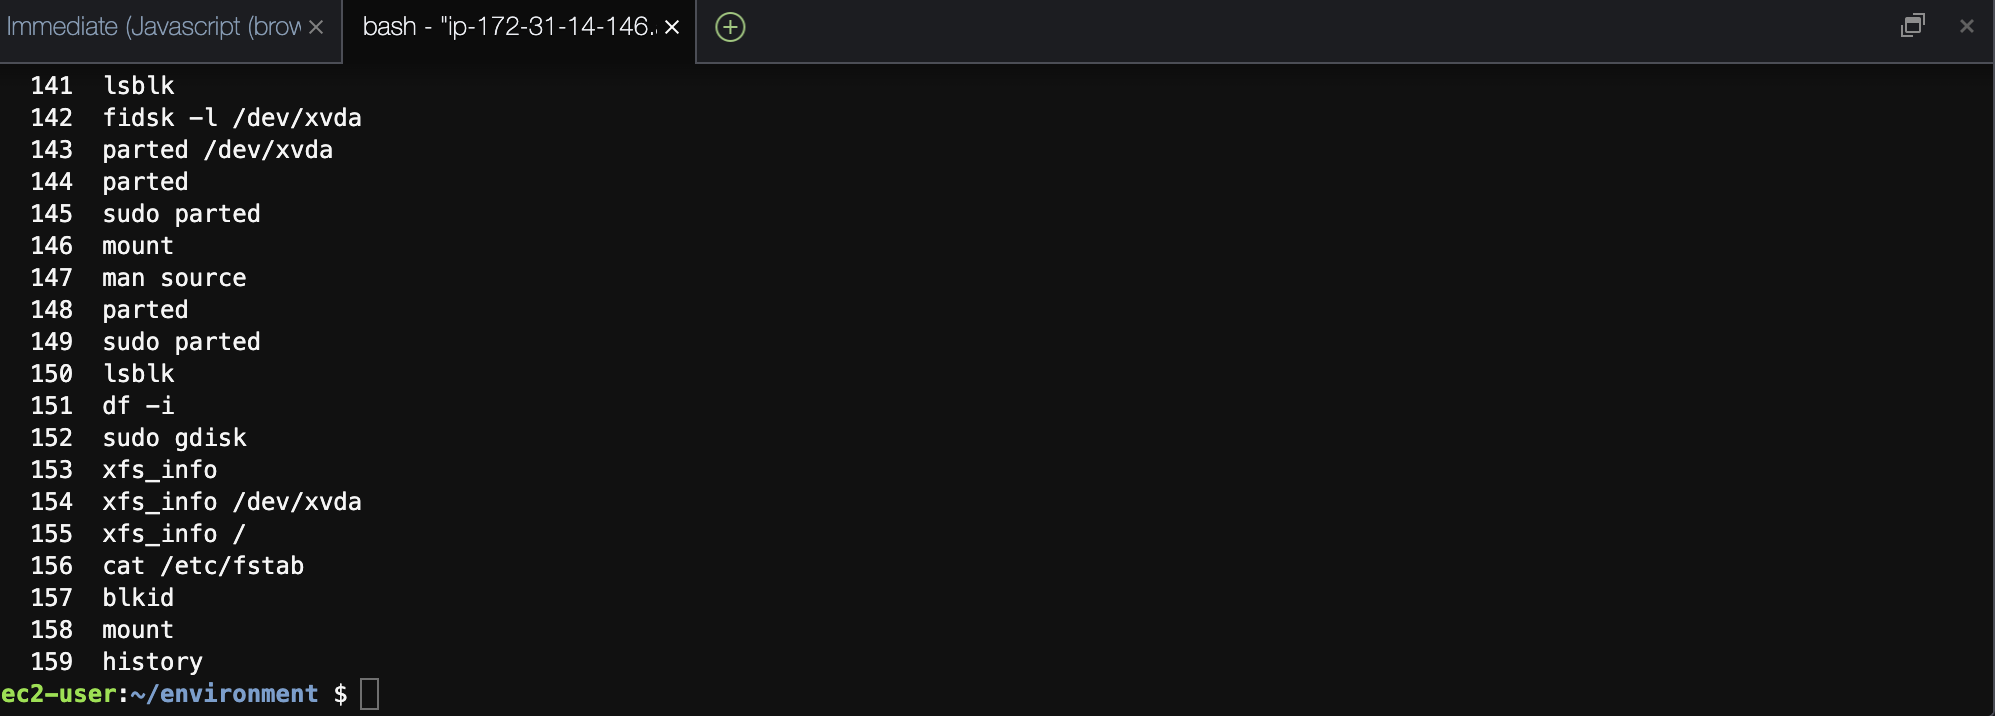 Immediate (Javascript (brow
bash - "ip-172-31-14-146.
141 lsblk
142 fidsk -l /dev/xvda
143 parted /dev/xvda
144 parted
145 sudo parted
146 mount
147 man source
148 parted
149 sudo parted
150 lsblk
151 df -i
152 sudo gdisk
153 xfs_info
154 xfs_info /dev/xvda
155 xfs_info /
156 cat /etc/fstab
157 blkid
158 mount
159 history
ec2-user:~/environment $